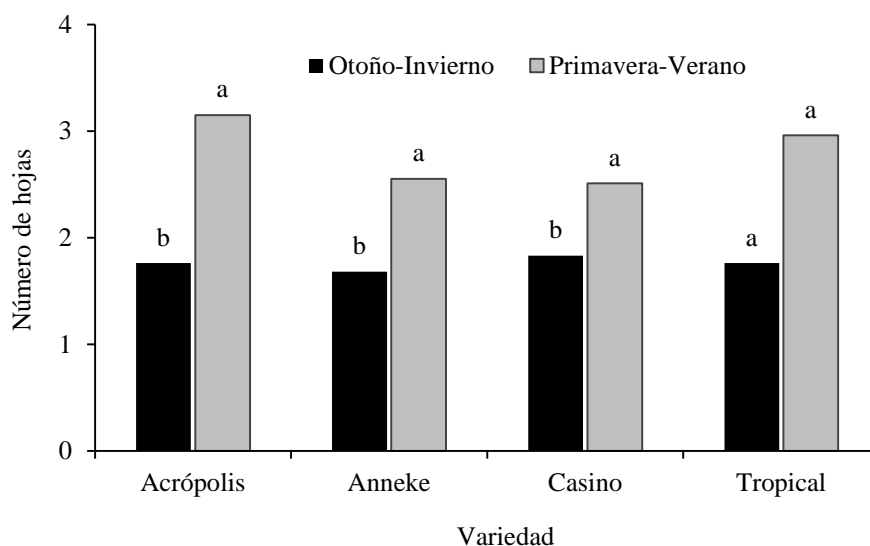 4
Otoño-Invierno Primavera-Verano
a
a
3
a
a
Número de hojas
2
b
b
b
a
1
0
Acrópolis Anneke Casino Tropical
Variedad